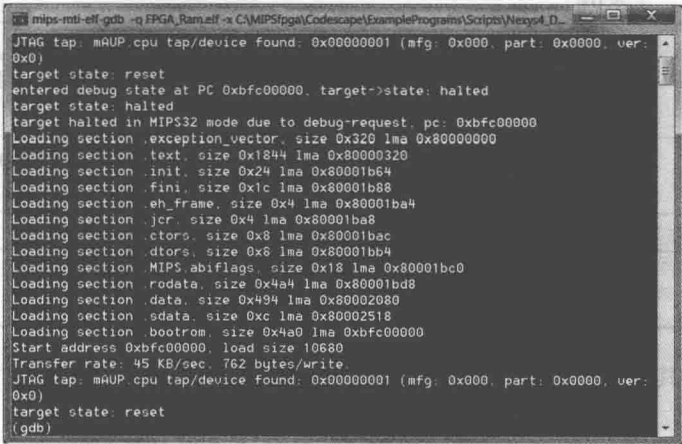 mips-mti-elf-gdb -q FPGA_Ram.elf -x C:\MIPSfpga\Codescape\ExamplePrograms\Scripts\Nexys4_D...
JTAG tap: mAUP.cpu tap/device found: 0x00000001 (mfg: 0x000, part: 0x0000, ver:
0x0)
target state: reset
entered debug state at PC 0xbfc00000, target->state: halted
target state: halted
target halted in MIPS32 mode due to debug-request, pc: 0xbfc00000
Loading section .exception_vector, size 0x320 lma 0x80000000
Loading section .text, size 0x1844 lma 0x80000320
Loading section .init, size 0x24 lma 0x80001b64
Loading section .fini, size 0x1c lma 0x80001b88
Loading section .eh_frame, size 0x4 lma 0x80001ba4
Loading section .jcr, size 0x4 lma 0x80001ba8
Loading section .ctors, size 0x8 lma 0x80001bac
Loading section .dtors, size 0x8 lma 0x80001bb4
Loading section .MIPS.abiflags, size 0x18 lma 0x80001bc0
Loading section .rodata, size 0x4a4 lma 0x80001bd8
Loading section .data, size 0x494 lma 0x80002080
Loading section .sdata, size 0xc lma 0x80002518
Loading section .bootrom, size 0x4a0 lma 0xbfc00000
Start address 0xbfc00000, load size 10680
Transfer rate: 45 KB/sec, 762 bytes/write.
JTAG tap: mAUP.cpu tap/device found: 0x00000001 (mfg: 0x000, part: 0x0000, ver:
0x0)
target state: reset
(gdb)